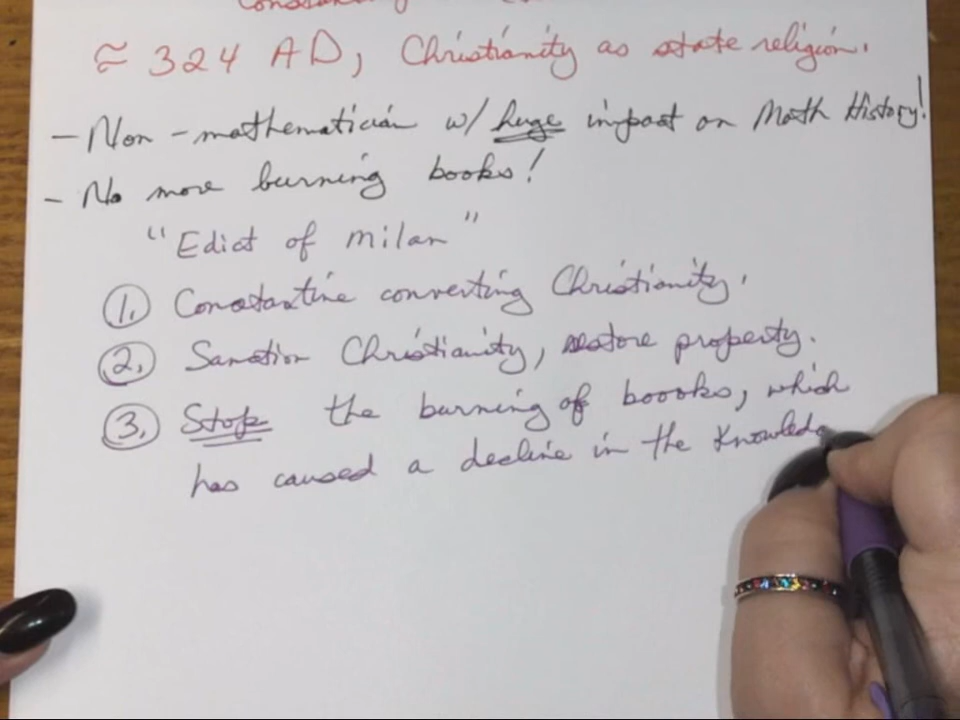 ≈ 324 AD, Christianity as state religion.
- Non-mathematician w/ huge impact on Math History!
- No more burning books!
"Edict of Milan"
1. Constantine converting Christianity.
2. Sanction Christianity, restore property.
3. Stop the burning of boooks, which
has caused a decline in the Knowled